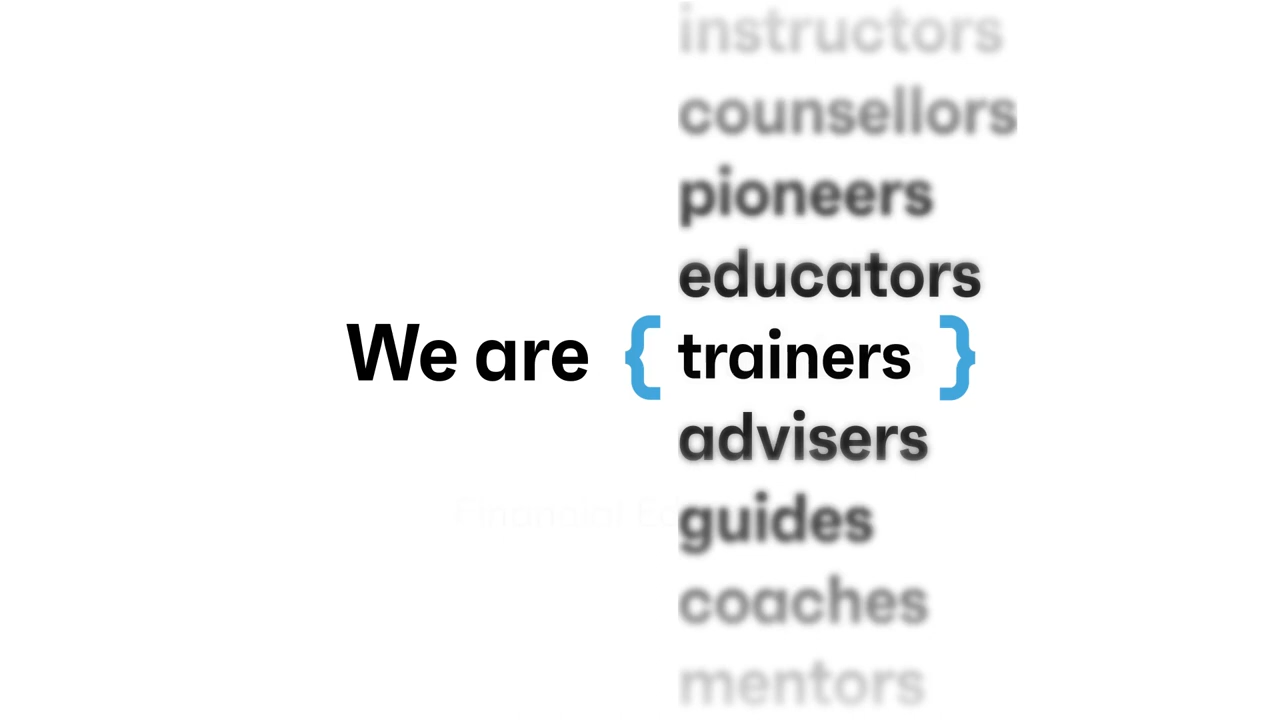 instructors
counsellors
pioneers
educators
We are { trainers }
advisers
guides
coaches
mentors